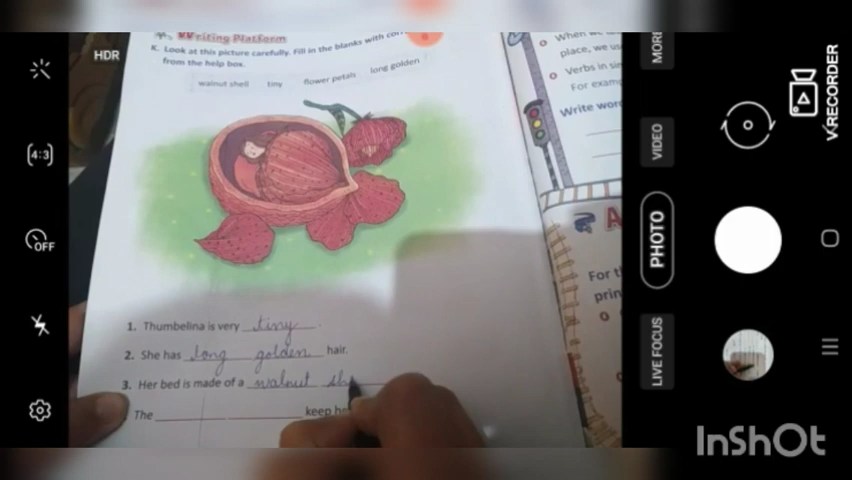 Writing Platform
K. Look at this picture carefully. Fill in the blanks with
from the help box.
walnut shell tiny flower petals long golden
1. Thumbelina is very tiny.
2. She has long golden hair.
3. Her bed is made of a walnut sh
The ____ keep
When
place, we
Verbs in
For
Write
For
HDR
4:3
OFF
MORE
VIDEO
PHOTO
LIVE FOCUS
V.RECORDER
InShOt